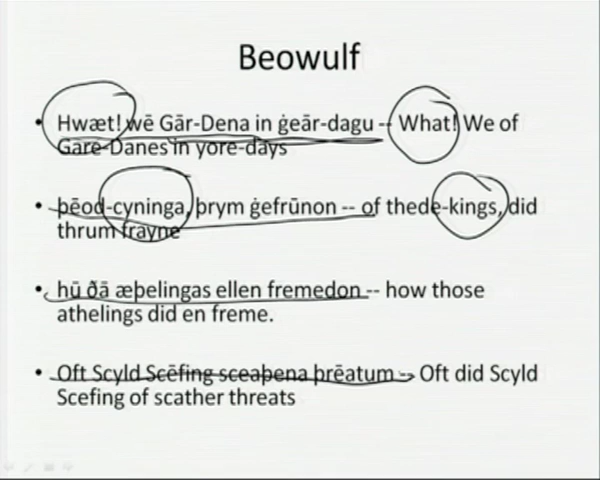 Beowulf
• Hwæt! wē Gār-Dena in ġeār-dagu -- What! We of
Gare-Danes in yore-days
• þēod-cyninga, þrym ġefrūnon -- of thede-kings, did
thrum frayne
• hū ðā æþelingas ellen fremedon -- how those
athelings did en freme.
• Oft Scyld Scēfing sceaþena þrēatum -- Oft did Scyld
Scefing of scather threats